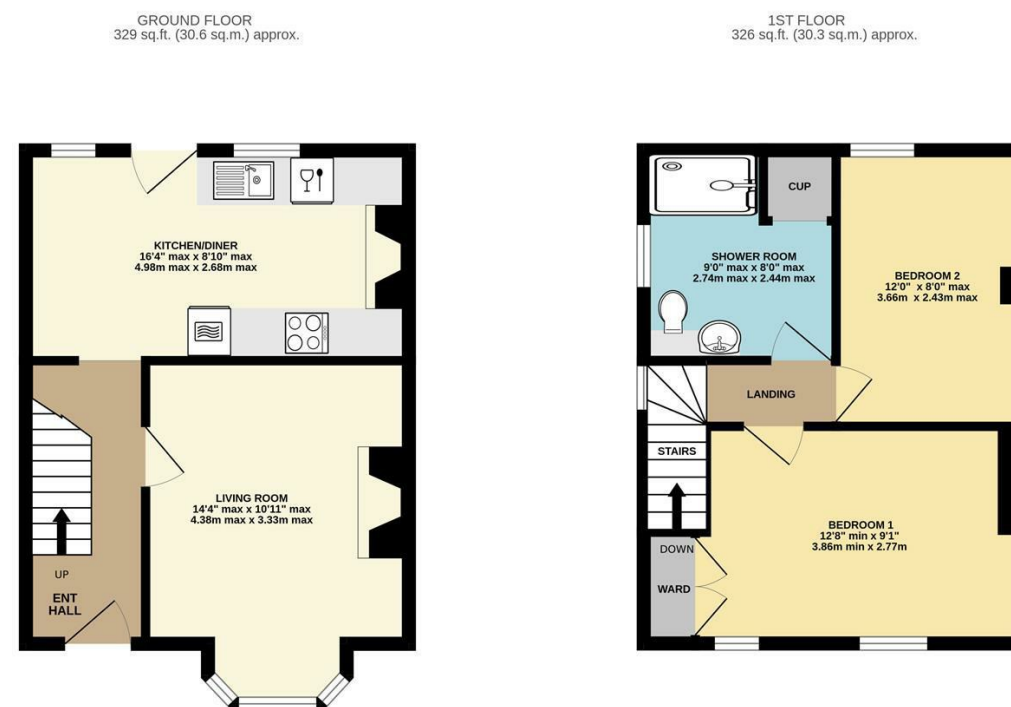 GROUND FLOOR
329 sq.ft. (30.6 sq.m.) approx.
KITCHEN/DINER
16'4" max x 8'10" max
4.98m max x 2.68m max
LIVING ROOM
14'4" max x 10'11" max
4.38m max x 3.33m max
UP
ENT
HALL
1ST FLOOR
326 sq.ft. (30.3 sq.m.) approx.
CUP
SHOWER ROOM
9'0" max x 8'0" max
2.74m max x 2.44m max
BEDROOM 2
12'0" x 8'0" max
3.66m x 2.43m max
LANDING
STAIRS
BEDROOM 1
12'8" min x 9'1"
3.86m min x 2.77m
DOWN
WARD